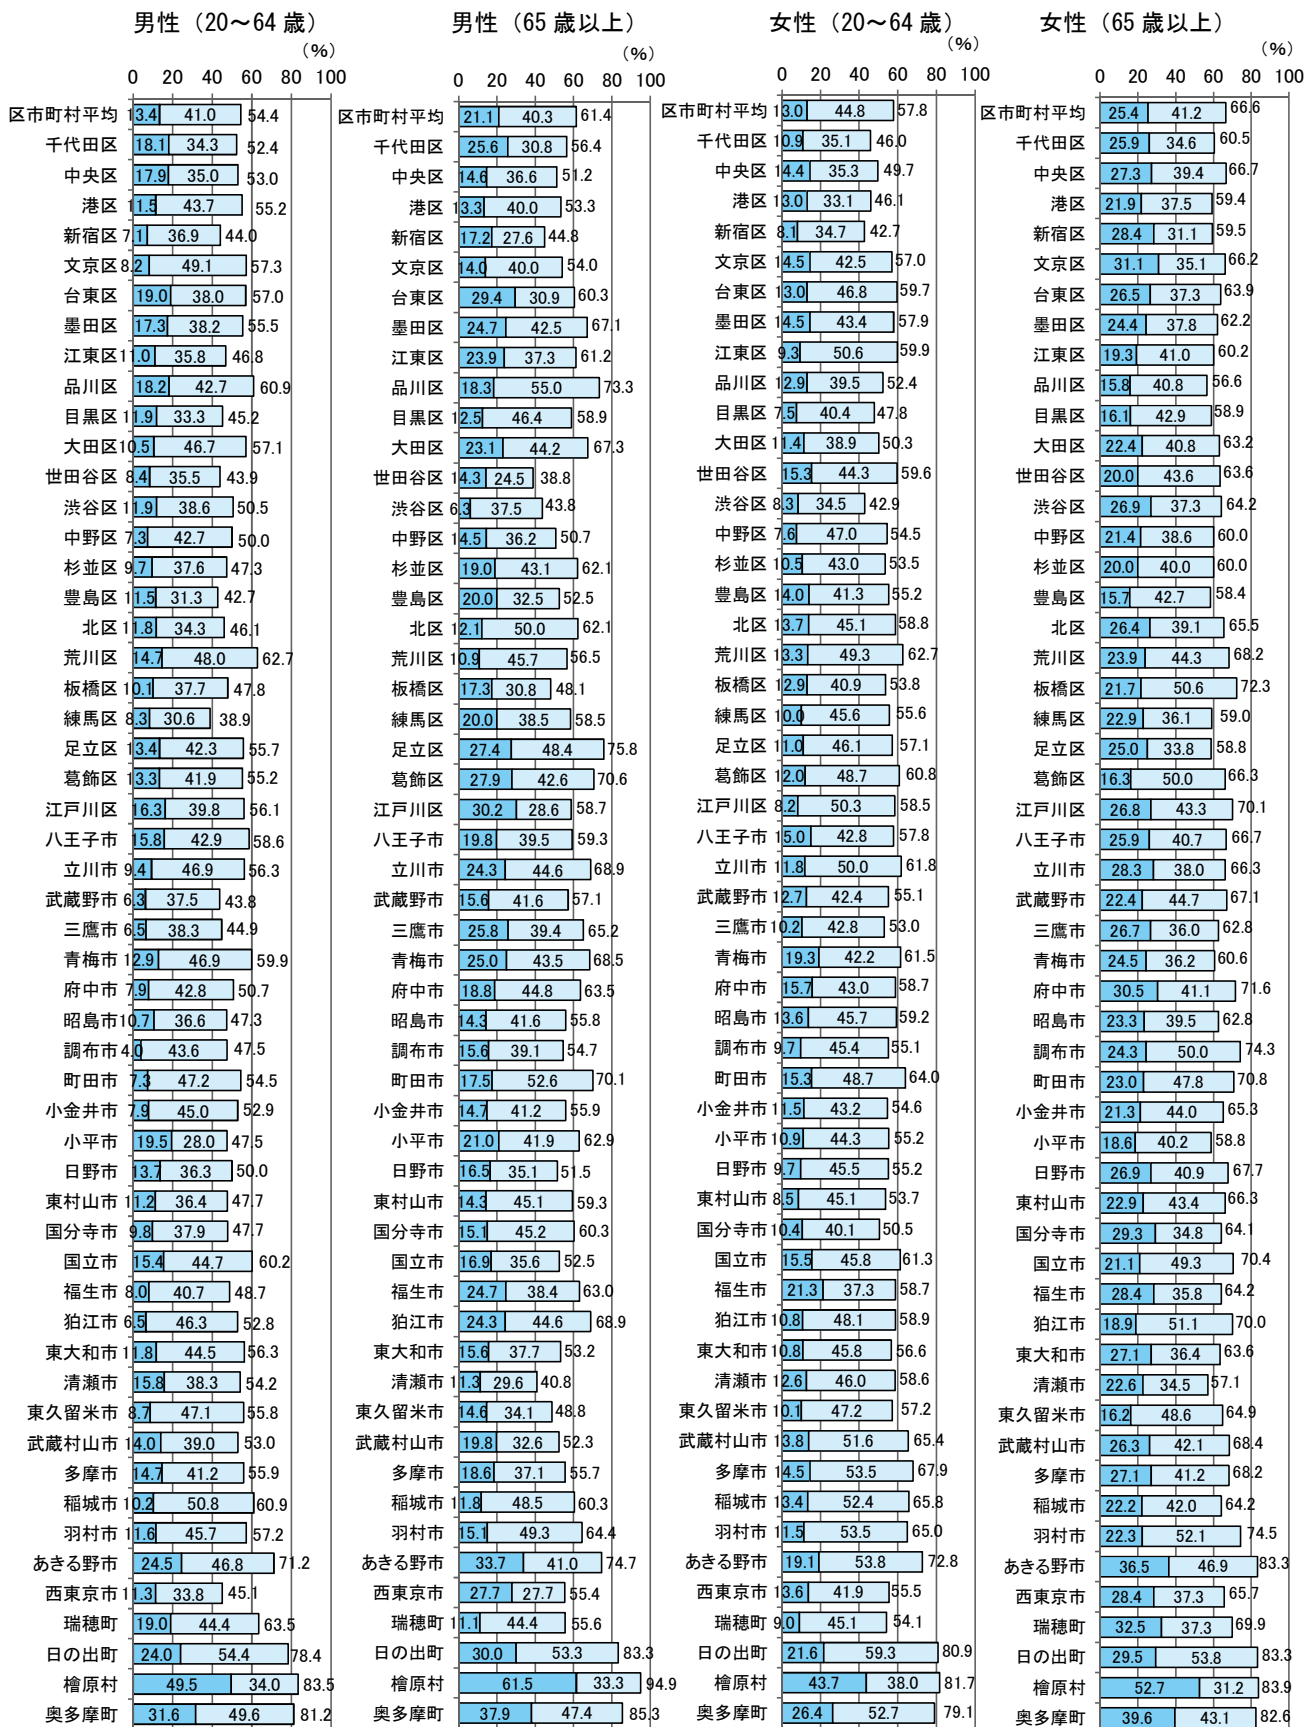 男性（20～64 歳）
（%）
0 20 40 60 80 100
区市町村平均 13.4 41.0 54.4
千代田区 18.1 34.3 52.4
中央区 17.9 35.0 53.0
港区 11.5 43.7 55.2
新宿区 7.1 36.9 44.0
文京区 8.2 49.1 57.3
台東区 19.0 38.0 57.0
墨田区 17.3 38.2 55.5
江東区 11.0 35.8 46.8
品川区 18.2 42.7 60.9
目黒区 11.9 33.3 45.2
大田区 10.5 46.7 57.1
世田谷区 8.4 35.5 43.9
渋谷区 11.9 38.6 50.5
中野区 7.3 42.7 50.0
杉並区 9.7 37.6 47.3
豊島区 11.5 31.3 42.7
北区 11.8 34.3 46.1
荒川区 14.7 48.0 62.7
板橋区 10.1 37.7 47.8
練馬区 8.3 30.6 38.9
足立区 13.4 42.3 55.7
葛飾区 13.3 41.9 55.2
江戸川区 16.3 39.8 56.1
八王子市 15.8 42.9 58.6
立川市 9.4 46.9 56.3
武蔵野市 6.3 37.5 43.8
三鷹市 6.5 38.3 44.9
青梅市 12.9 46.9 59.9
府中市 7.9 42.8 50.7
昭島市 10.7 36.6 47.3
調布市 4.0 43.6 47.5
町田市 7.3 47.2 54.5
小金井市 7.9 45.0 52.9
小平市 19.5 28.0 47.5
日野市 13.7 36.3 50.0
東村山市 11.2 36.4 47.7
国分寺市 9.8 37.9 47.7
国立市 15.4 44.7 60.2
福生市 8.0 40.7 48.7
狛江市 6.5 46.3 52.8
東大和市 11.8 44.5 56.3
清瀬市 15.8 38.3 54.2
東久留米市 8.7 47.1 55.8
武蔵村山市 14.0 39.0 53.0
多摩市 14.7 41.2 55.9
稲城市 10.2 50.8 60.9
羽村市 11.6 45.7 57.2
あきる野市 24.5 46.8 71.2
西東京市 11.3 33.8 45.1
瑞穂町 19.0 44.4 63.5
日の出町 24.0 54.4 78.4
檜原村 49.5 34.0 83.5
奥多摩町 31.6 49.6 81.2
男性（65 歳以上）
（%）
0 20 40 60 80 100
区市町村平均 21.1 40.3 61.4
千代田区 25.6 30.8 56.4
中央区 14.6 36.6 51.2
港区 13.3 40.0 53.3
新宿区 17.2 27.6 44.8
文京区 14.0 40.0 54.0
台東区 29.4 30.9 60.3
墨田区 24.7 42.5 67.1
江東区 23.9 37.3 61.2
品川区 18.3 55.0 73.3
目黒区 12.5 46.4 58.9
大田区 23.1 44.2 67.3
世田谷区 14.3 24.5 38.8
渋谷区 6.3 37.5 43.8
中野区 14.5 36.2 50.7
杉並区 19.0 43.1 62.1
豊島区 20.0 32.5 52.5
北区 12.1 50.0 62.1
荒川区 10.9 45.7 56.5
板橋区 17.3 30.8 48.1
練馬区 20.0 38.5 58.5
足立区 27.4 48.4 75.8
葛飾区 27.9 42.6 70.6
江戸川区 30.2 28.6 58.7
八王子市 19.8 39.5 59.3
立川市 24.3 44.6 68.9
武蔵野市 15.6 41.6 57.1
三鷹市 25.8 39.4 65.2
青梅市 25.0 43.5 68.5
府中市 18.8 44.8 63.5
昭島市 14.3 41.6 55.8
調布市 15.6 39.1 54.7
町田市 17.5 52.6 70.1
小金井市 14.7 41.2 55.9
小平市 21.0 41.9 62.9
日野市 16.5 35.1 51.5
東村山市 14.3 45.1 59.3
国分寺市 15.1 45.2 60.3
国立市 16.9 35.6 52.5
福生市 24.7 38.4 63.0
狛江市 24.3 44.6 68.9
東大和市 15.6 37.7 53.2
清瀬市 11.3 29.6 40.8
東久留米市 14.6 34.1 48.8
武蔵村山市 19.8 32.6 52.3
多摩市 18.6 37.1 55.7
稲城市 11.8 48.5 60.3
羽村市 15.1 49.3 64.4
あきる野市 33.7 41.0 74.7
西東京市 27.7 27.7 55.4
瑞穂町 11.1 44.4 55.6
日の出町 30.0 53.3 83.3
檜原村 61.5 33.3 94.9
奥多摩町 37.9 47.4 85.3
女性（20～64 歳）
（%）
0 20 40 60 80 100
区市町村平均 13.0 44.8 57.8
千代田区 10.9 35.1 46.0
中央区 14.4 35.3 49.7
港区 13.0 33.1 46.1
新宿区 8.1 34.7 42.7
文京区 14.5 42.5 57.0
台東区 13.0 46.8 59.7
墨田区 14.5 43.4 57.9
江東区 9.3 50.6 59.9
品川区 12.9 39.5 52.4
目黒区 7.5 40.4 47.8
大田区 11.4 38.9 50.3
世田谷区 15.3 44.3 59.6
渋谷区 8.3 34.5 42.9
中野区 7.6 47.0 54.5
杉並区 10.5 43.0 53.5
豊島区 14.0 41.3 55.2
北区 13.7 45.1 58.8
荒川区 13.3 49.3 62.7
板橋区 12.9 40.9 53.8
練馬区 10.0 45.6 55.6
足立区 11.0 46.1 57.1
葛飾区 12.0 48.7 60.8
江戸川区 8.2 50.3 58.5
八王子市 15.0 42.8 57.8
立川市 11.8 50.0 61.8
武蔵野市 12.7 42.4 55.1
三鷹市 10.2 42.8 53.0
青梅市 19.3 42.2 61.5
府中市 15.7 43.0 58.7
昭島市 13.6 45.7 59.2
調布市 9.7 45.4 55.1
町田市 15.3 48.7 64.0
小金井市 11.5 43.2 54.6
小平市 10.9 44.3 55.2
日野市 9.7 45.5 55.2
東村山市 8.5 45.1 53.7
国分寺市 10.4 40.1 50.5
国立市 15.5 45.8 61.3
福生市 21.3 37.3 58.7
狛江市 10.8 48.1 58.9
東大和市 10.8 45.8 56.6
清瀬市 12.6 46.0 58.6
東久留米市 10.1 47.2 57.2
武蔵村山市 13.8 51.6 65.4
多摩市 14.5 53.5 67.9
稲城市 13.4 52.4 65.8
羽村市 11.5 53.5 65.0
あきる野市 19.1 53.8 72.8
西東京市 13.6 41.9 55.5
瑞穂町 9.0 45.1 54.1
日の出町 21.6 59.3 80.9
檜原村 43.7 38.0 81.7
奥多摩町 26.4 52.7 79.1
女性（65 歳以上）
（%）
0 20 40 60 80 100
区市町村平均 25.4 41.2 66.6
千代田区 25.9 34.6 60.5
中央区 27.3 39.4 66.7
港区 21.9 37.5 59.4
新宿区 28.4 31.1 59.5
文京区 31.1 35.1 66.2
台東区 26.5 37.3 63.9
墨田区 24.4 37.8 62.2
江東区 19.3 41.0 60.2
品川区 15.8 40.8 56.6
目黒区 16.1 42.9 58.9
大田区 22.4 40.8 63.2
世田谷区 20.0 43.6 63.6
渋谷区 26.9 37.3 64.2
中野区 21.4 38.6 60.0
杉並区 20.0 40.0 60.0
豊島区 15.7 42.7 58.4
北区 26.4 39.1 65.5
荒川区 23.9 44.3 68.2
板橋区 21.7 50.6 72.3
練馬区 22.9 36.1 59.0
足立区 25.0 33.8 58.8
葛飾区 16.3 50.0 66.3
江戸川区 26.8 43.3 70.1
八王子市 25.9 40.7 66.7
立川市 28.3 38.0 66.3
武蔵野市 22.4 44.7 67.1
三鷹市 26.7 36.0 62.8
青梅市 24.5 36.2 60.6
府中市 30.5 41.1 71.6
昭島市 23.3 39.5 62.8
調布市 24.3 50.0 74.3
町田市 23.0 47.8 70.8
小金井市 21.3 44.0 65.3
小平市 18.6 40.2 58.8
日野市 26.9 40.9 67.7
東村山市 22.9 43.4 66.3
国分寺市 29.3 34.8 64.1
国立市 21.1 49.3 70.4
福生市 28.4 35.8 64.2
狛江市 18.9 51.1 70.0
東大和市 27.1 36.4 63.6
清瀬市 22.6 34.5 57.1
東久留米市 16.2 48.6 64.9
武蔵村山市 26.3 42.1 68.4
多摩市 27.1 41.2 68.2
稲城市 22.2 42.0 64.2
羽村市 22.3 52.1 74.5
あきる野市 36.5 46.9 83.3
西東京市 28.4 37.3 65.7
瑞穂町 32.5 37.3 69.9
日の出町 29.5 53.8 83.3
檜原村 52.7 31.2 83.9
奥多摩町 39.6 43.1 82.6